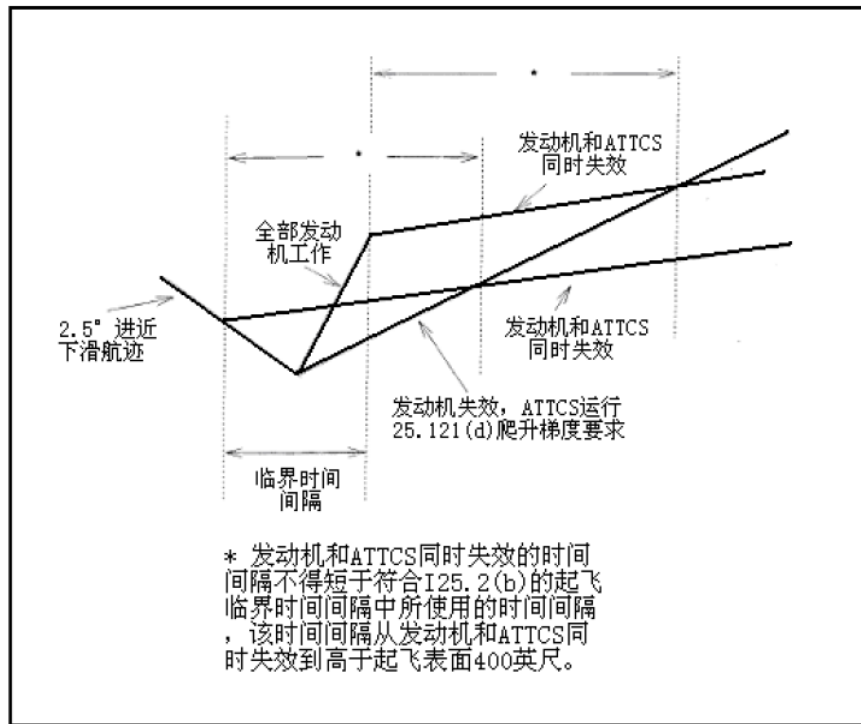 *
*
发动机和ATTCS
同时失效
全部发动
机工作
2.5°进近
下滑航迹
发动机和ATTCS
同时失效
发动机失效，ATTCS运行
25.121(d)爬升梯度要求
临界时间
间隔
* 发动机和ATTCS同时失效的时间
间隔不得短于符合I25.2(b)的起飞
临界时间间隔中所使用的时间间隔
，该时间间隔从发动机和ATTCS同
时失效到高于起飞表面400英尺。